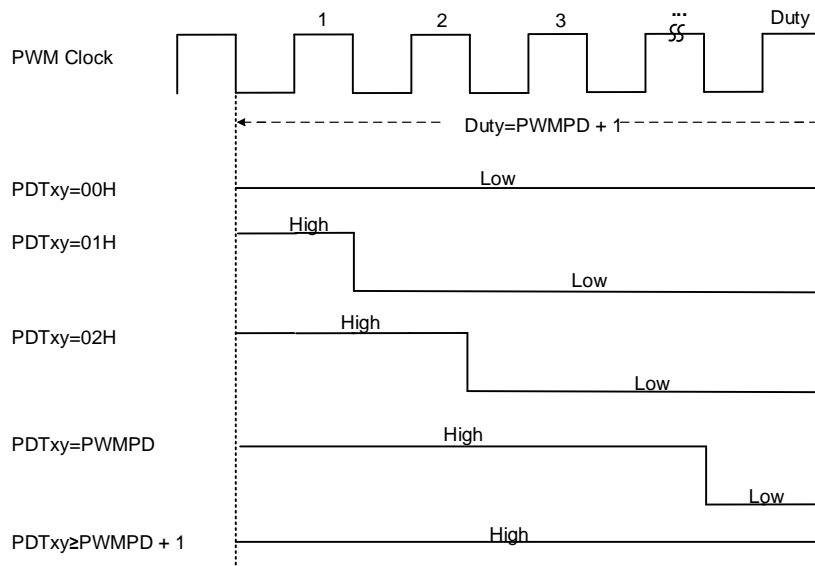 1 2 3 ... Duty
PWM Clock
Duty=PWMPD + 1
PDTxy=00H Low
High
PDTxy=01H
Low
High
PDTxy=02H
Low
PDTxy=PWMPD High
Low
PDTxy≥PWMPD + 1 High